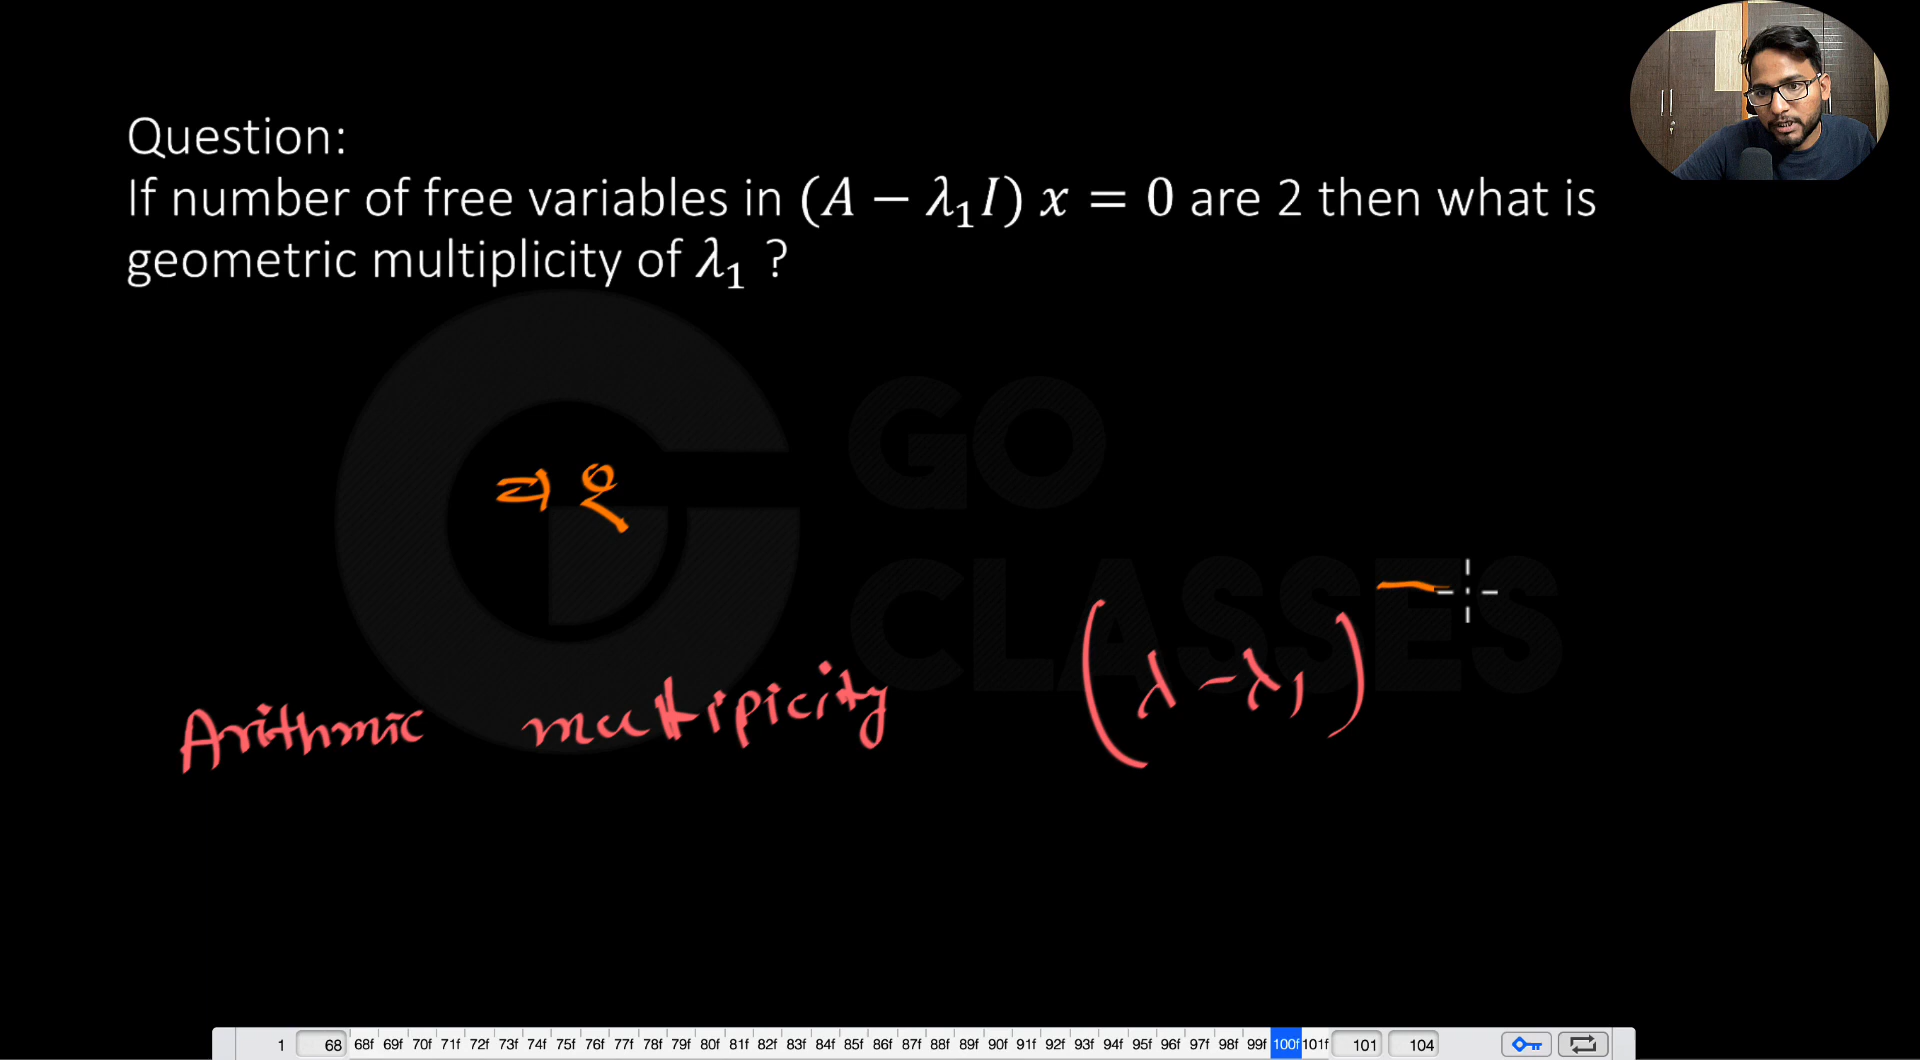 Question:
If number of free variables in (A − λ₁I) x = 0 are 2 then what is
geometric multiplicity of λ₁ ?
GO
CLASSES
⇒ 2
Arithmic multipicity (λ - λ₁)
1 68 68f 69f 70f 71f 72f 73f 74f 75f 76f 77f 78f 79f 80f 81f 82f 83f 84f 85f 86f 87f 88f 89f 90f 91f 92f 93f 94f 95f 96f 97f 98f 99f 100f 101f 101 104